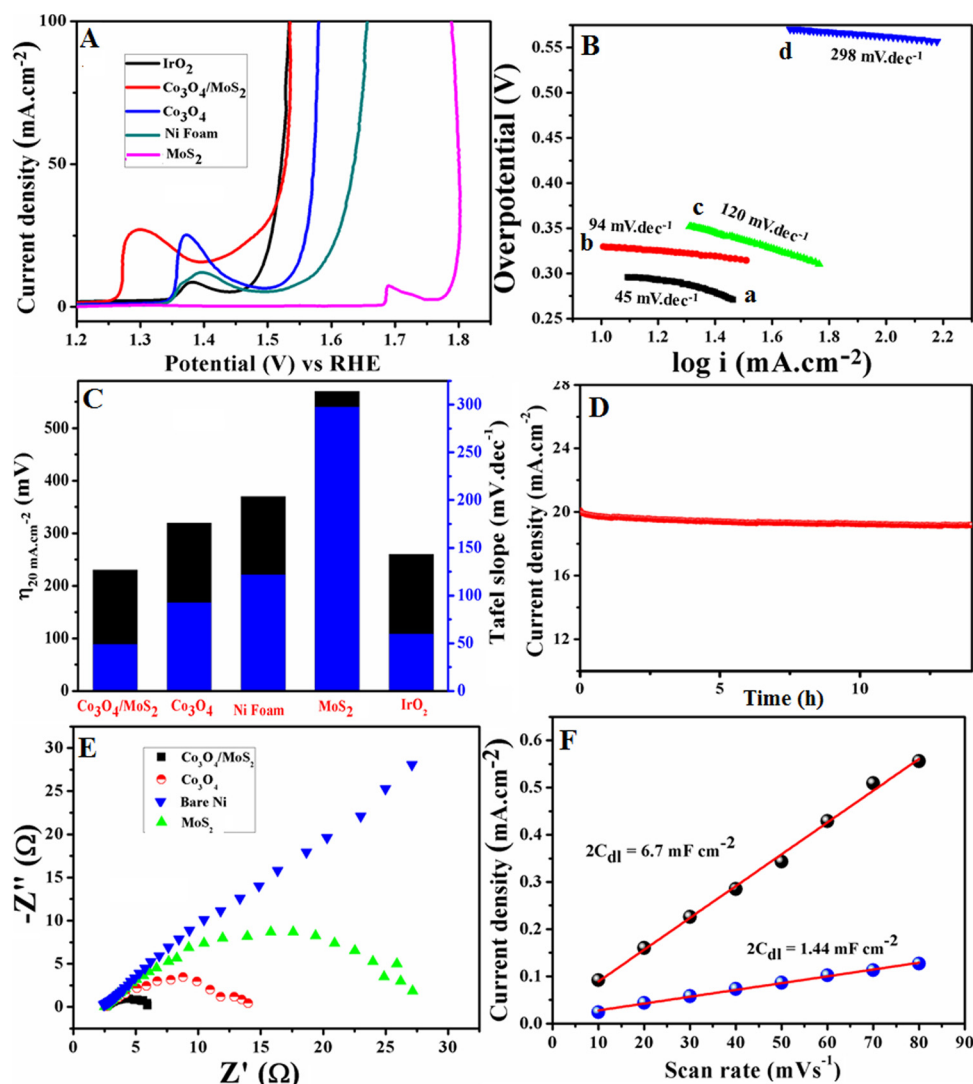 A
Current density (mA.cm-2)
100
50
0
IrO2
Co3O4/MoS2
Co3O4
Ni Foam
MoS2
1.2 1.3 1.4 1.5 1.6 1.7 1.8
Potential (V) vs RHE
B
Overpotential (V)
0.55
0.50
0.45
0.40
0.35
0.30
0.25
d
298 mV.dec-1
c
120 mV.dec-1
94 mV.dec-1
b
45 mV.dec-1
a
1.0 1.2 1.4 1.6 1.8 2.0 2.2
log i (mA.cm-2)
C
η20 mA.cm-2 (mV)
500
400
300
200
100
0
300
250
200
150
100
50
0
Tafel slope (mV.dec-1)
Co3O4/MoS2 Co3O4 Ni Foam MoS2 IrO2
D
Current density (mA.cm-2)
28
24
20
16
12
0 5 10
Time (h)
E
-Z'' (Ω)
30
25
20
15
10
5
0
Co3O4/MoS2
Co3O4
Bare Ni
MoS2
0 5 10 15 20 25 30
Z' (Ω)
F
Current density (mA.cm-2)
0.6
0.5
0.4
0.3
0.2
0.1
0.0
2Cdl = 6.7 mF cm-2
2Cdl = 1.44 mF cm-2
0 10 20 30 40 50 60 70 80 90
Scan rate (mVs-1)